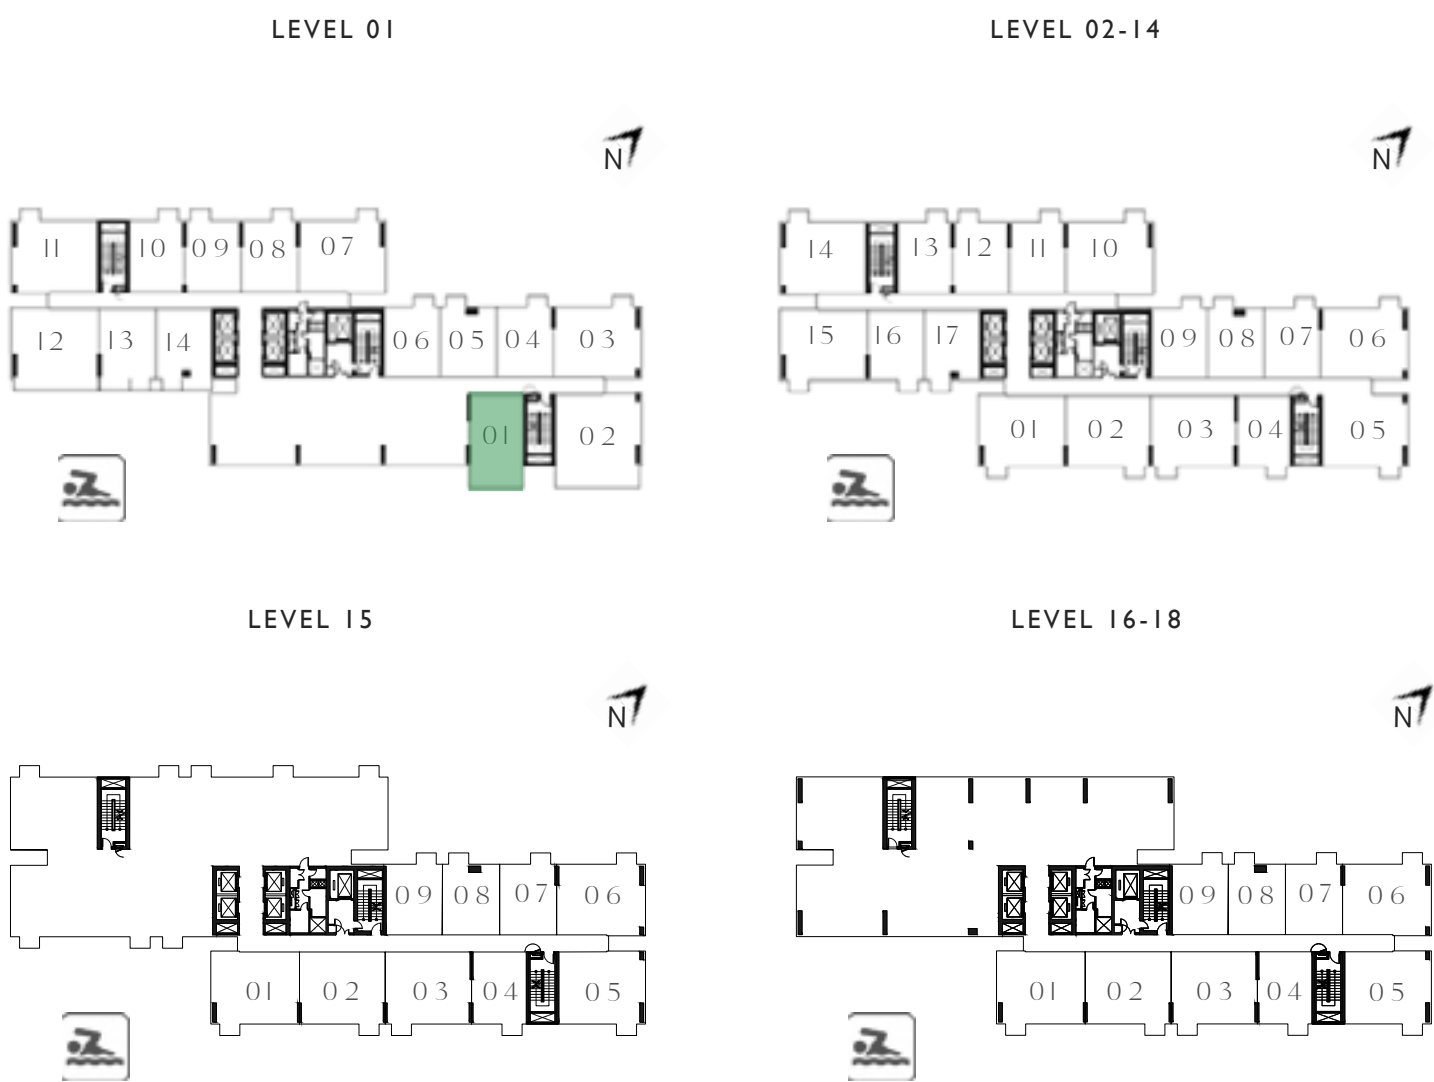 LEVEL 01
LEVEL 02-14
N
N
11 10 09 08 07
14 13 12 11 10
12 13 14 06 05 04 03
15 16 17 09 08 07 06
01 02
01 02 03 04 05
LEVEL 15
LEVEL 16-18
N
N
09 08 07 06
09 08 07 06
01 02 03 04 05
01 02 03 04 05